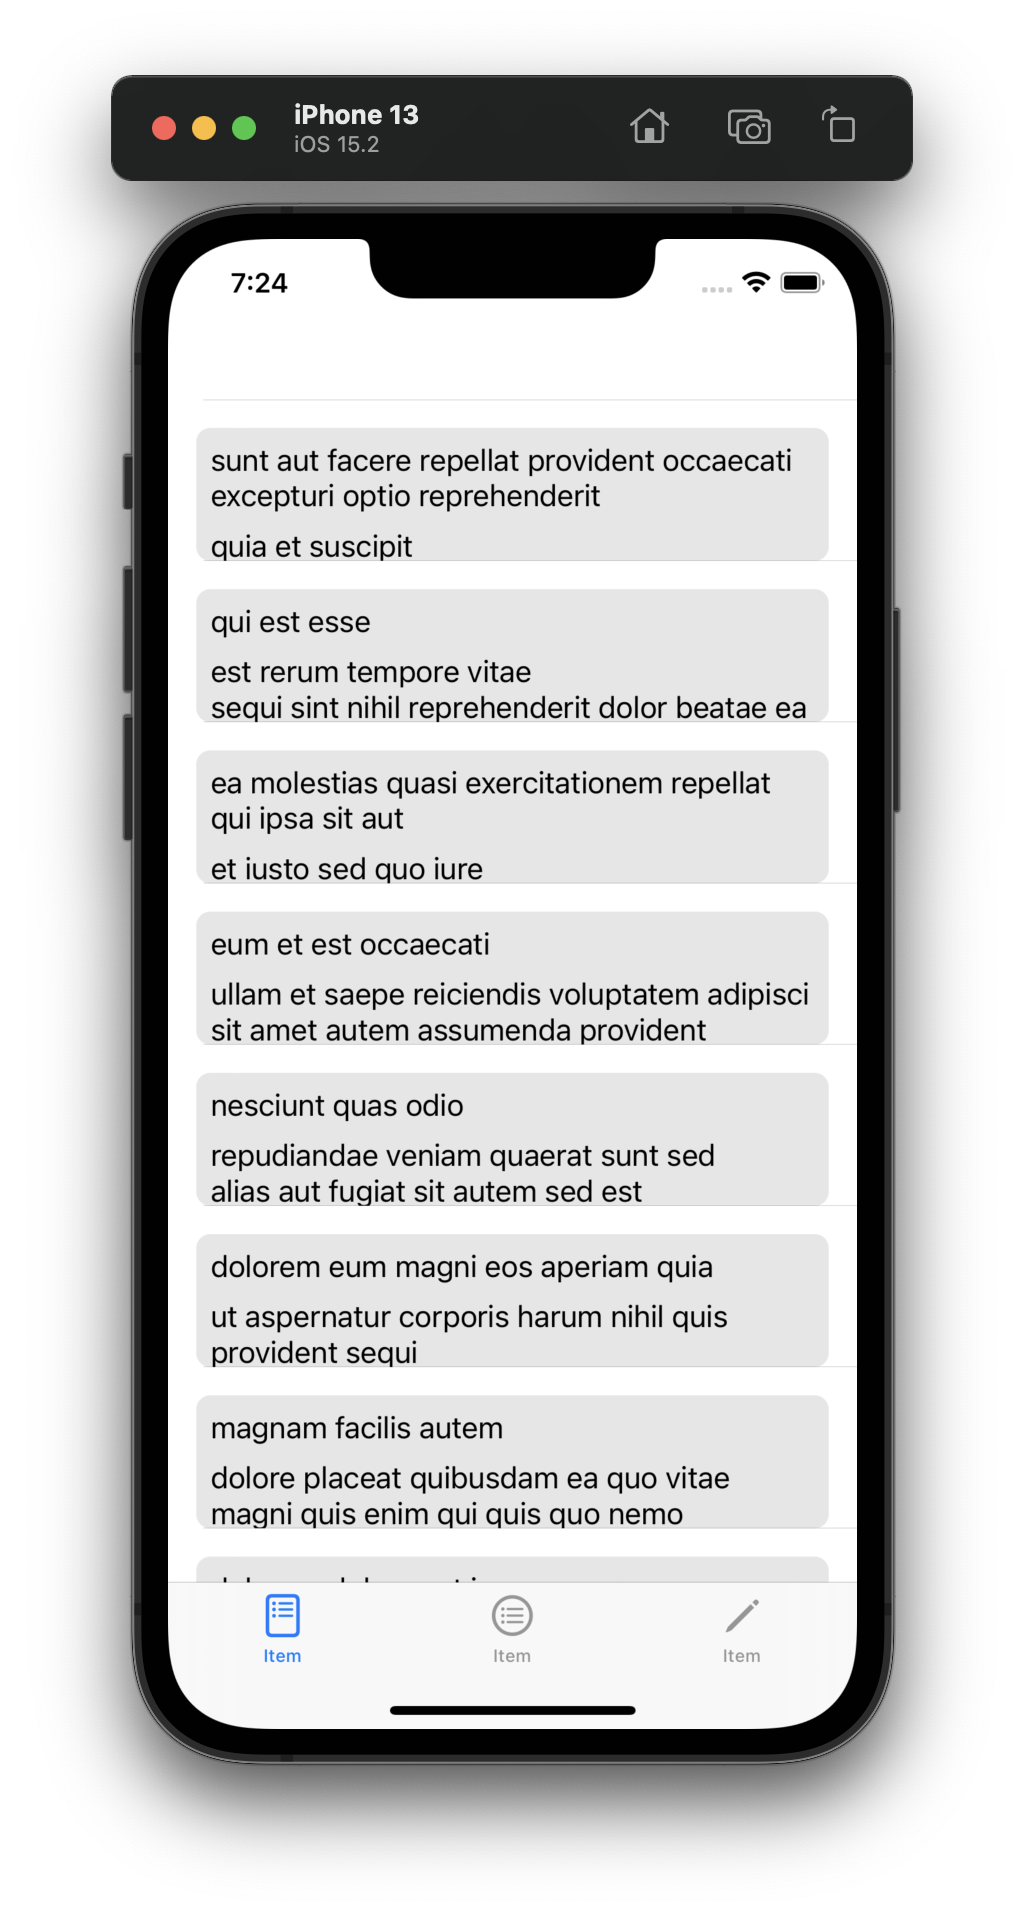 iPhone 13
iOS 15.2
7:24
sunt aut facere repellat provident occaecati
excepturi optio reprehenderit
quia et suscipit
qui est esse
est rerum tempore vitae
sequi sint nihil reprehenderit dolor beatae ea
ea molestias quasi exercitationem repellat
qui ipsa sit aut
et iusto sed quo iure
eum et est occaecati
ullam et saepe reiciendis voluptatem adipisci
sit amet autem assumenda provident
nesciunt quas odio
repudiandae veniam quaerat sunt sed
alias aut fugiat sit autem sed est
dolorem eum magni eos aperiam quia
ut aspernatur corporis harum nihil quis
provident sequi
magnam facilis autem
dolore placeat quibusdam ea quo vitae
magni quis enim qui quis quo nemo
Item
Item
Item